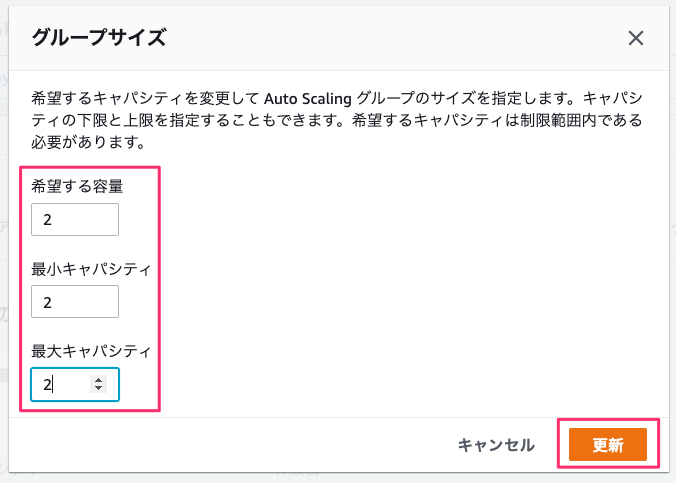 グループサイズ
希望するキャパシティを変更して Auto Scaling グループのサイズを指定します。キャパシ
ティの下限と上限を指定することもできます。希望するキャパシティは制限範囲内である
必要があります。
希望する容量
2
最小キャパシティ
2
最大キャパシティ
2
キャンセル
更新